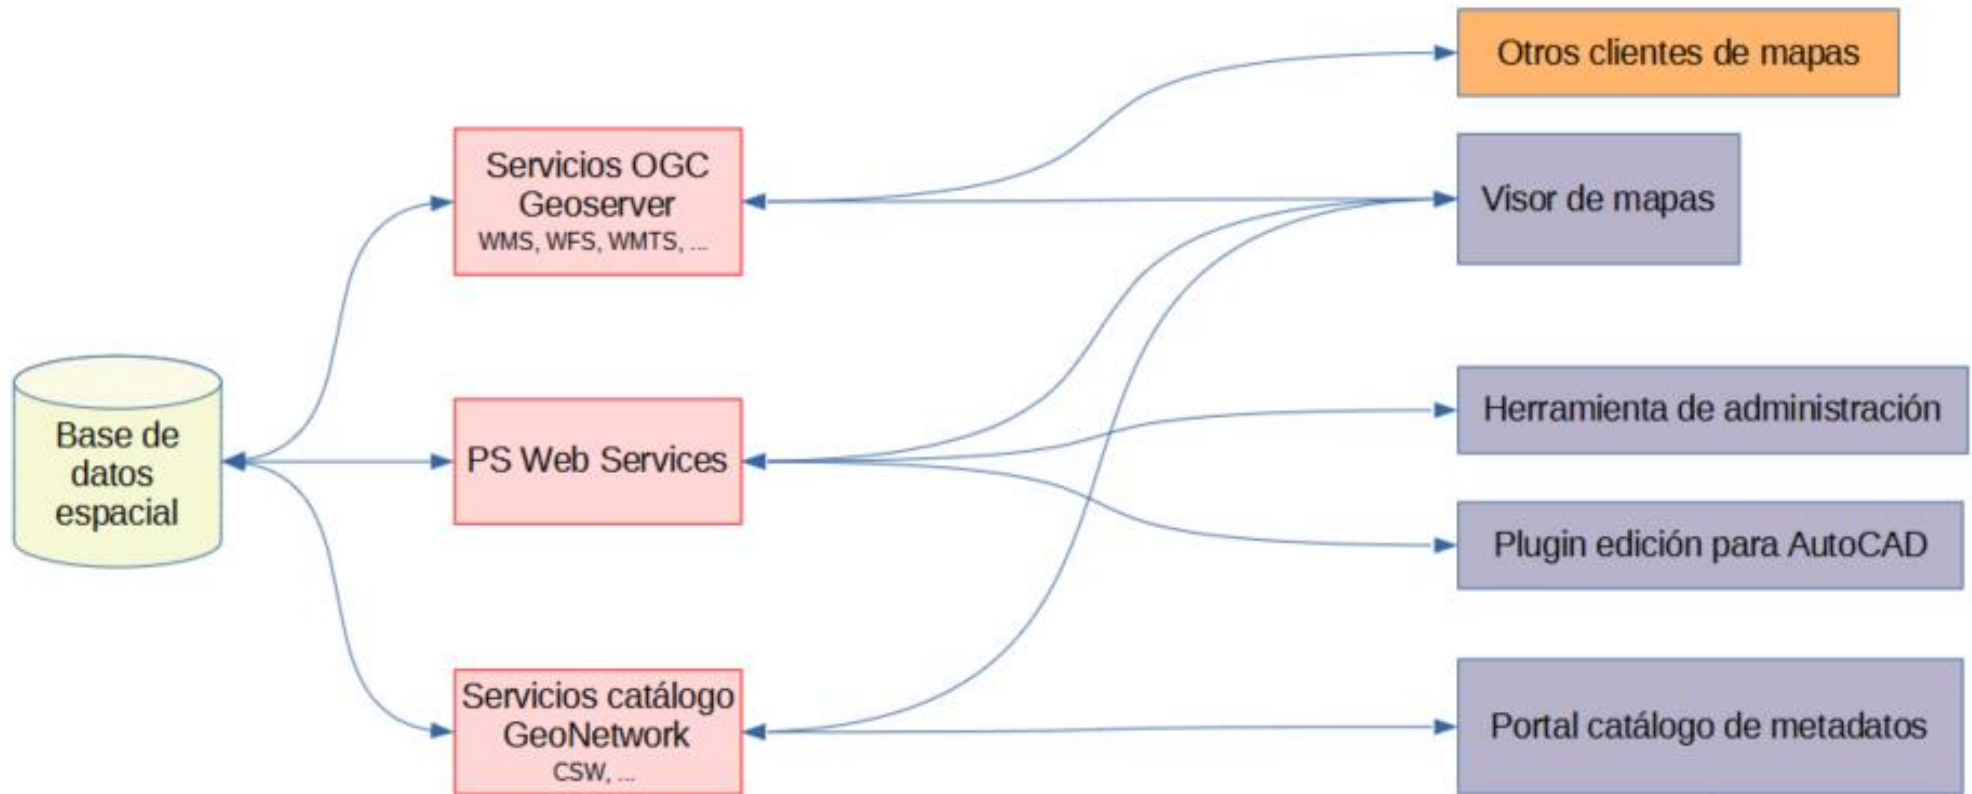 Otros clientes de mapas
Servicios OGC
Geoserver
WMS, WFS, WMTS, ...
Visor de mapas
Base de
datos
espacial
PS Web Services
Herramienta de administración
Plugin edición para AutoCAD
Servicios catálogo
GeoNetwork
CSW, ...
Portal catálogo de metadatos